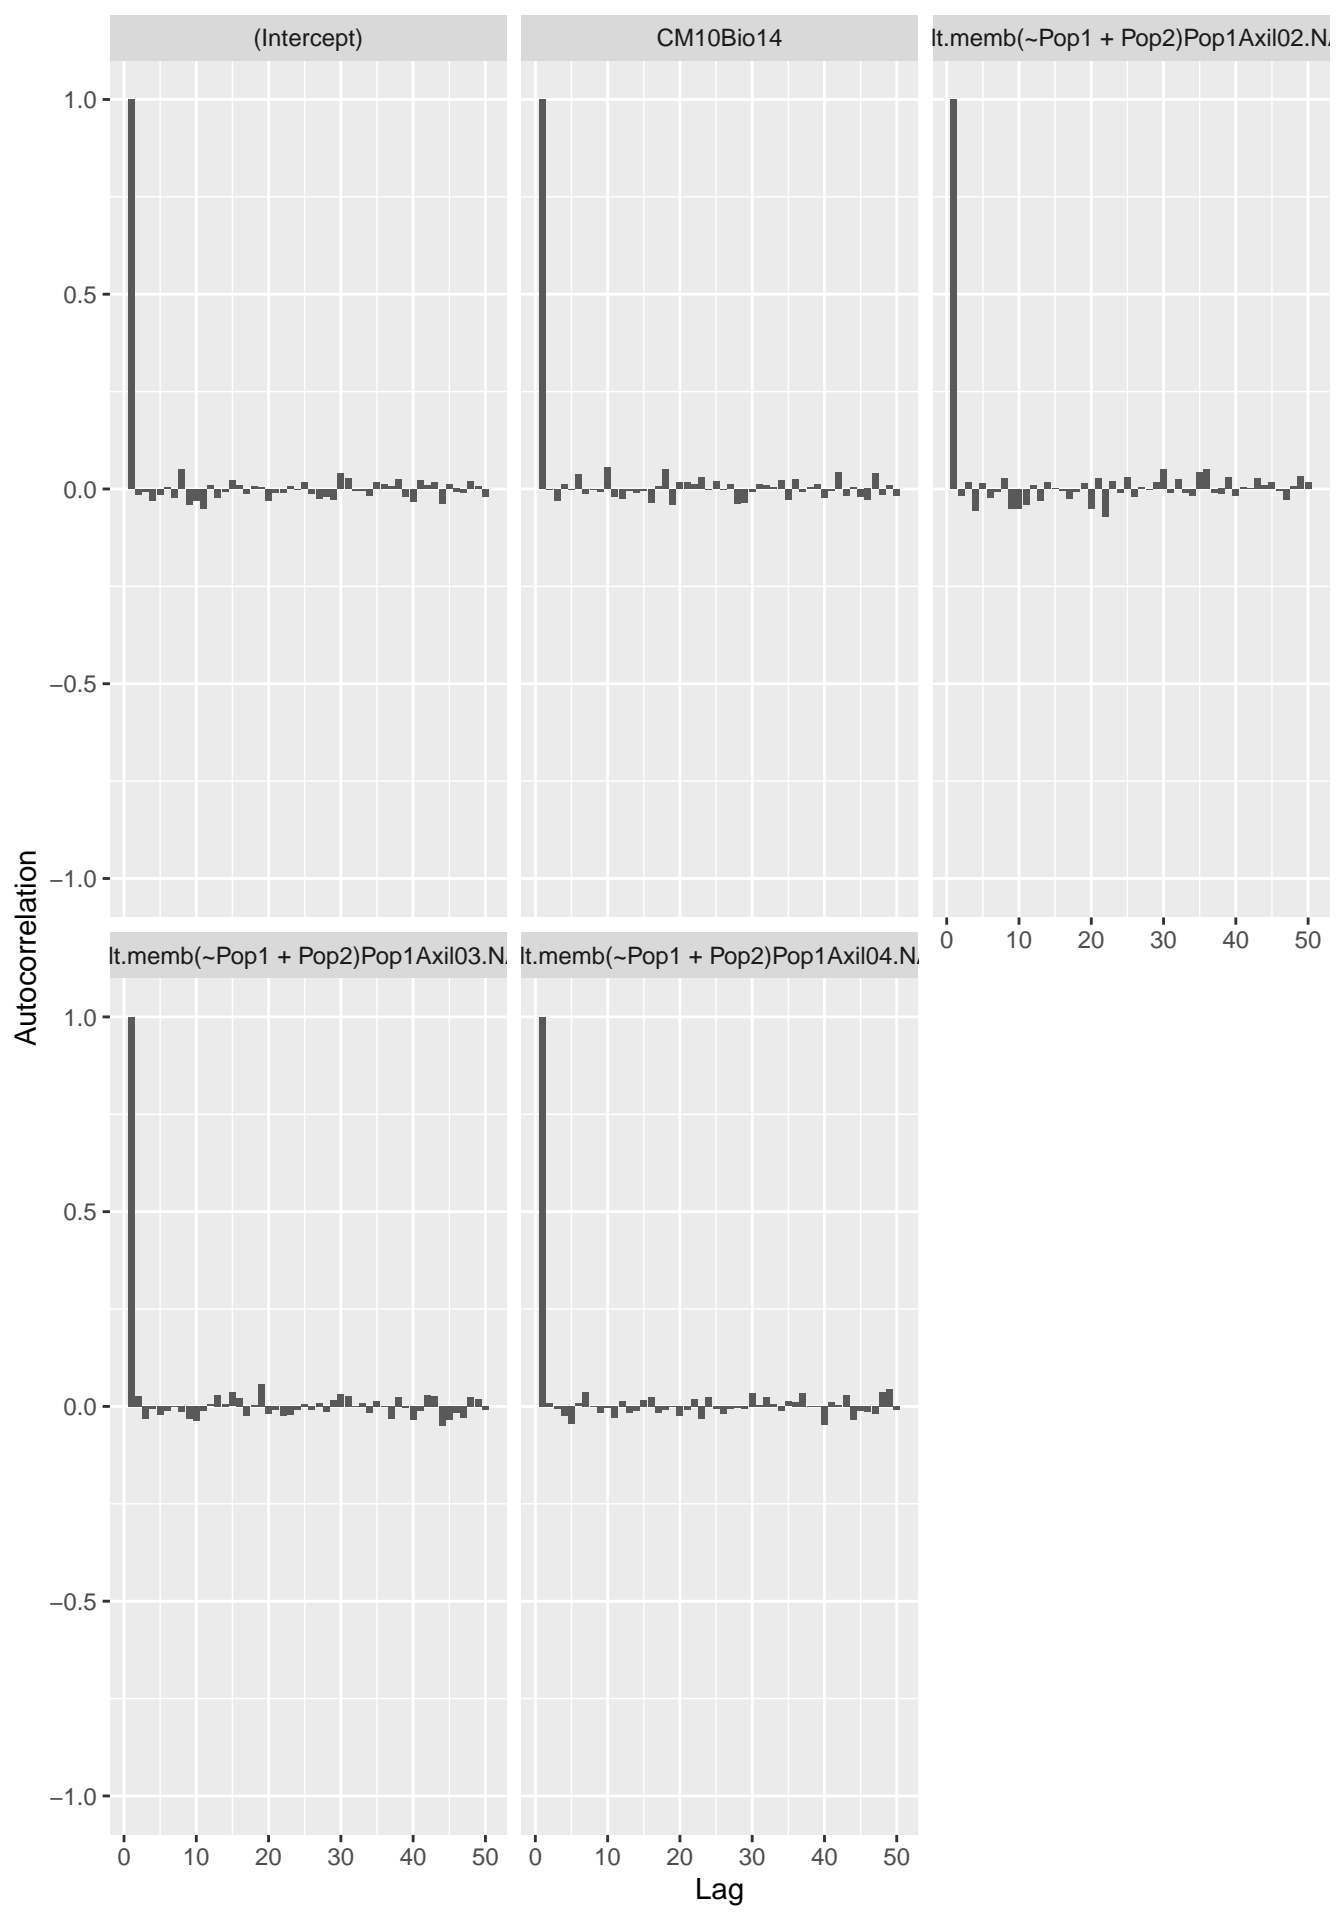 (Intercept)
CM10Bio14
lt.memb(~Pop1 + Pop2)Pop1Axil02.N
1.0
0.5
0.0
−0.5
−1.0
0 10 20 30 40 50
lt.memb(~Pop1 + Pop2)Pop1Axil03.N
lt.memb(~Pop1 + Pop2)Pop1Axil04.N
Autocorrelation
1.0
0.5
0.0
−0.5
−1.0
0 10 20 30 40 50
0 10 20 30 40 50
Lag